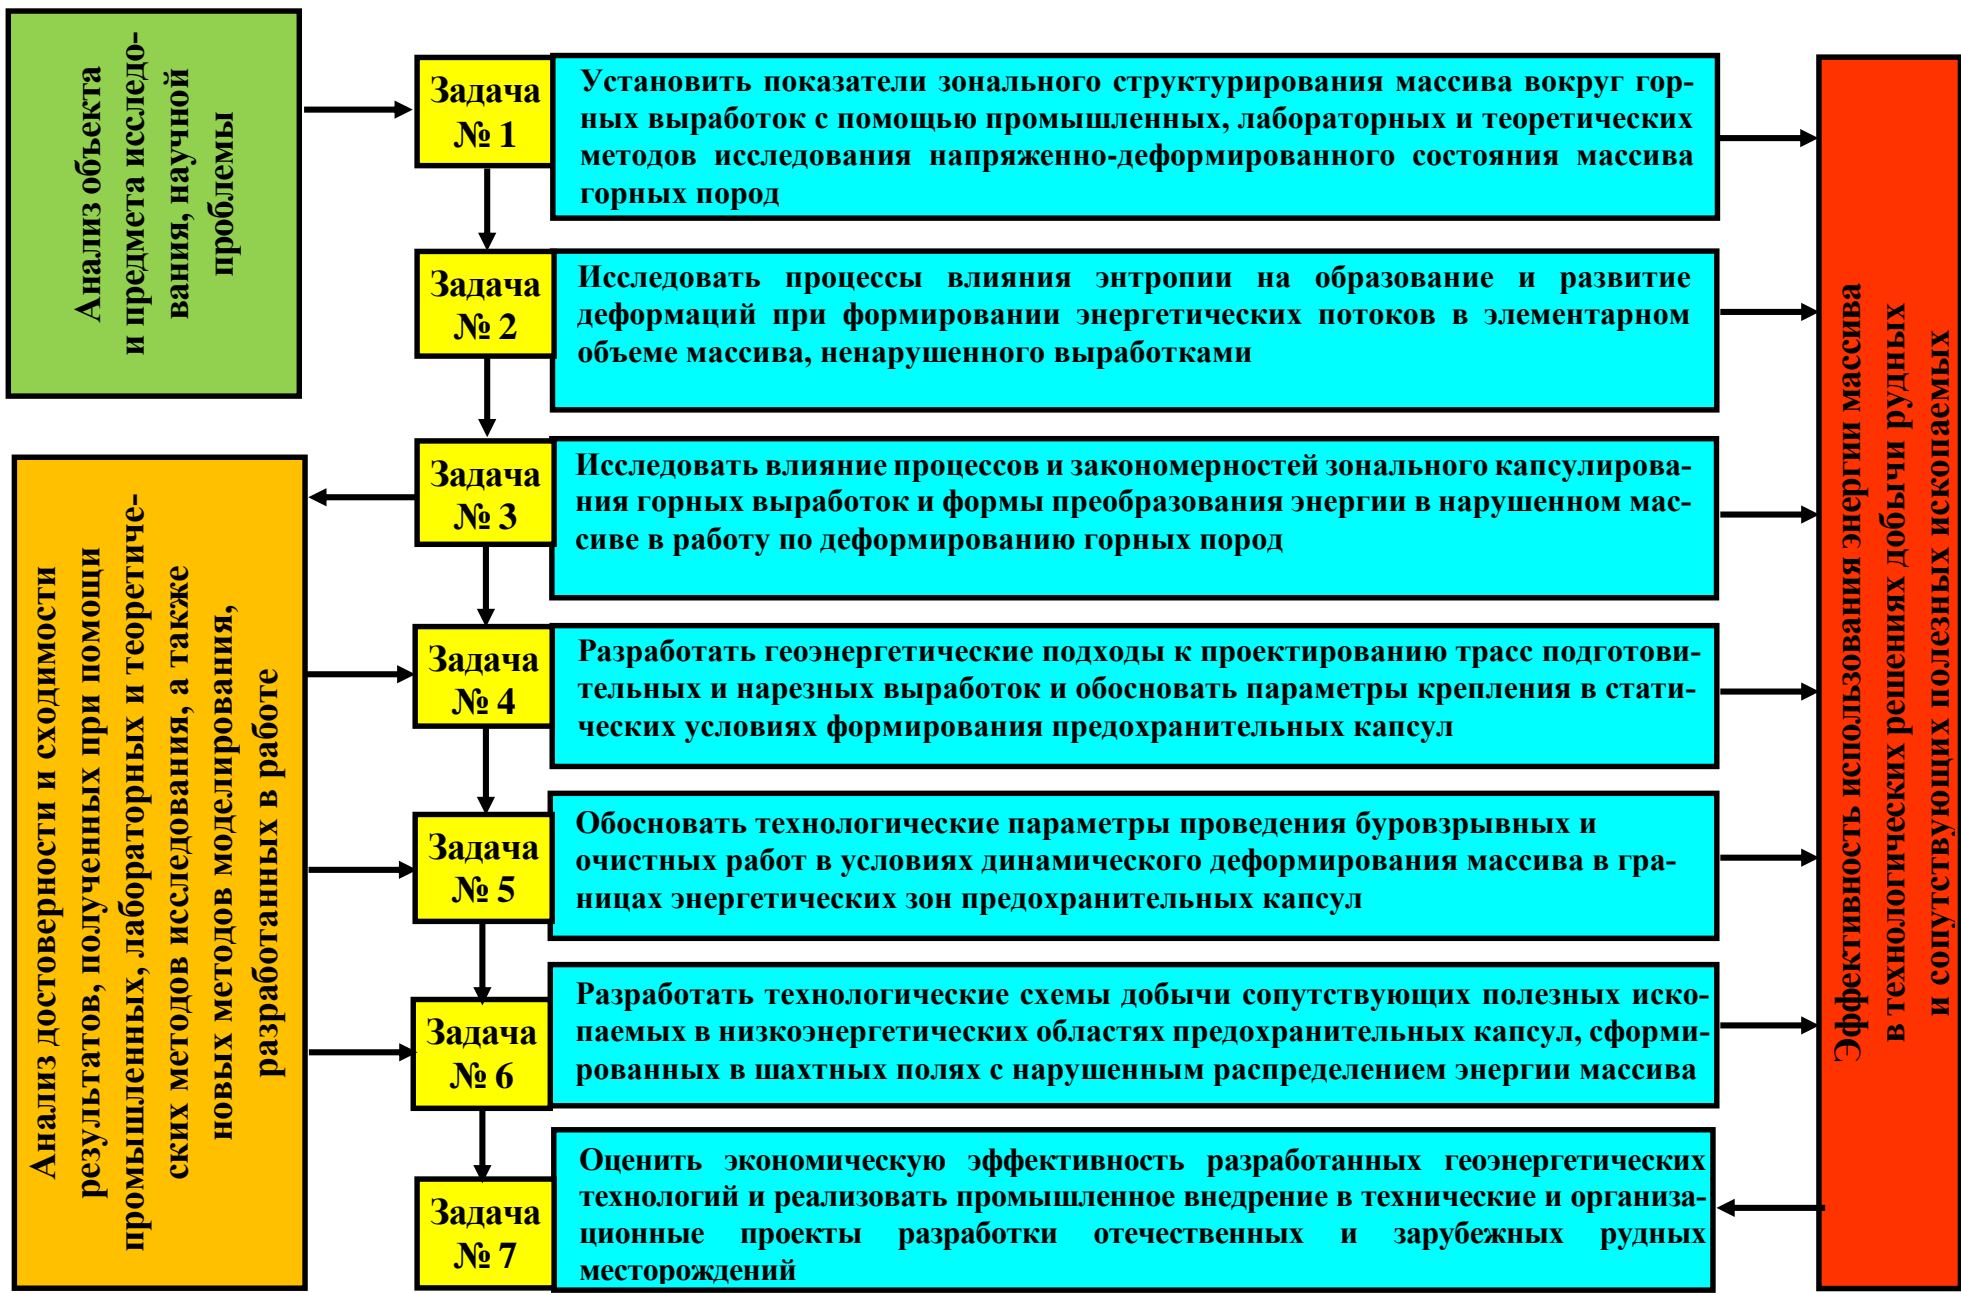 Анализ объекта
и предмета исследо-
вания, научной
проблемы
Задача
№ 1
Установить показатели зонального структурирования массива вокруг гор-
ных выработок с помощью промышленных, лабораторных и теоретических
методов исследования напряженно-деформированного состояния массива
горных пород
Задача
№ 2
Исследовать процессы влияния энтропии на образование и развитие
деформаций при формировании энергетических потоков в элементарном
объеме массива, ненарушенного выработками
Задача
№ 3
Исследовать влияние процессов и закономерностей зонального капсулирова-
ния горных выработок и формы преобразования энергии в нарушенном мас-
сиве в работу по деформированию горных пород
Анализ достоверности и сходимости
результатов, полученных при помощи
промышленных, лабораторных и теоретиче-
ских методов исследования, а также
новых методов моделирования,
разработанных в работе
Задача
№ 4
Разработать геоэнергетические подходы к проектированию трасс подготови-
тельных и нарезных выработок и обосновать параметры крепления в стати-
ческих условиях формирования предохранительных капсул
Задача
№ 5
Обосновать технологические параметры проведения буровзрывных и
очистных работ в условиях динамического деформирования массива в гра-
ницах энергетических зон предохранительных капсул
Задача
№ 6
Разработать технологические схемы добычи сопутствующих полезных иско-
паемых в низкоэнергетических областях предохранительных капсул, сформи-
рованных в шахтных полях с нарушенным распределением энергии массива
Задача
№ 7
Оценить экономическую эффективность разработанных геоэнергетических
технологий и реализовать промышленное внедрение в технические и организа-
ционные проекты разработки отечественных и зарубежных рудных
месторождений
Эффективность использования энергии массива
в технологических решениях добычи рудных
и сопутствующих полезных ископаемых